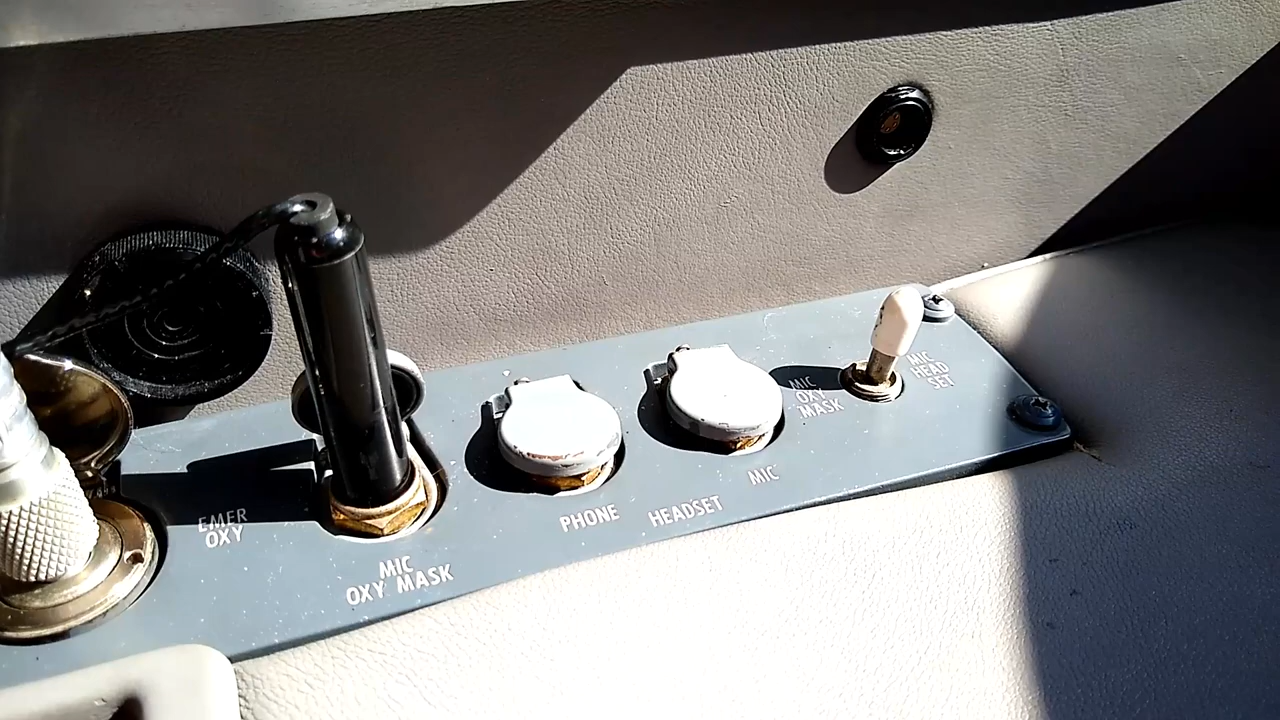 EMER
OXY
MIC
OXY MASK
PHONE
HEADSET
MIC
MIC
OXY
MASK
MIC
HEAD
SET